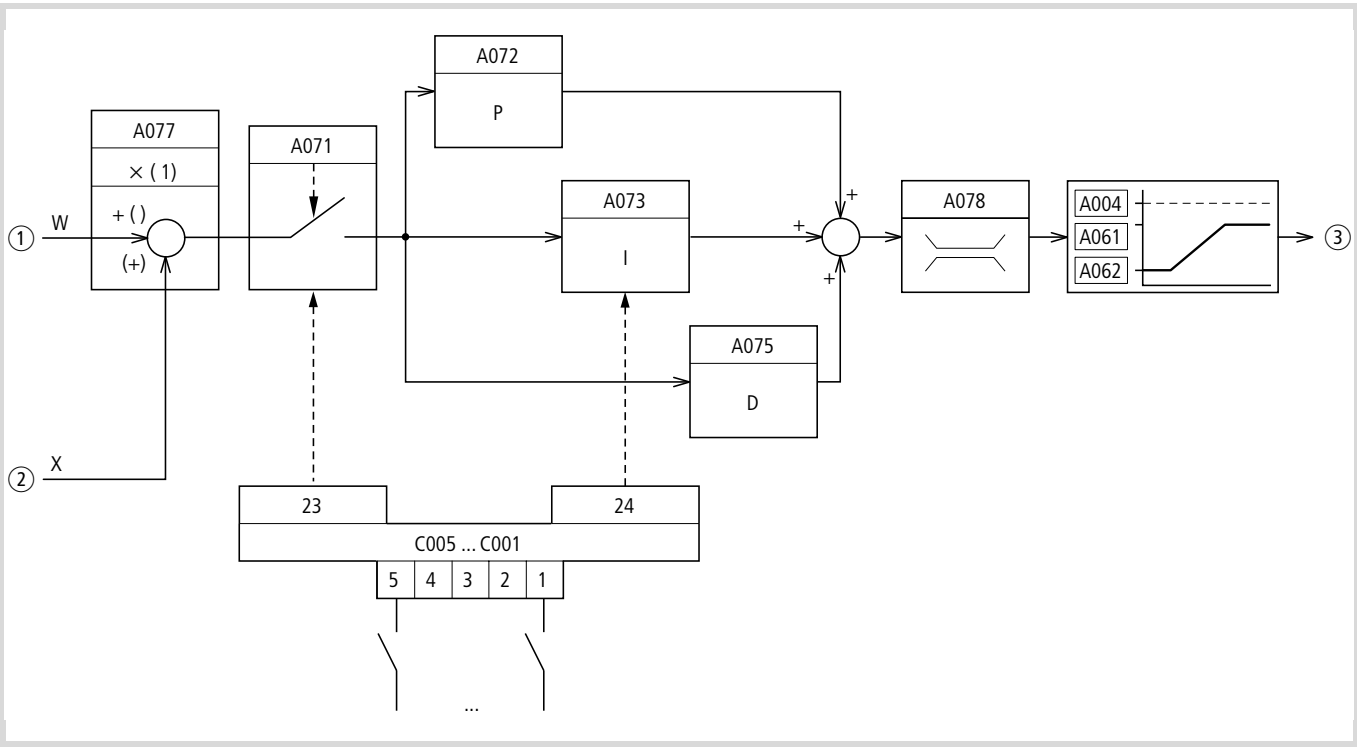 A072
P
A077
× ( 1)
+ ( )
(+)
A071
A073
I
A075
D
A078
A004
A061
A062
1
W
2
X
3
+
+
+
23
24
C005 ... C001
5 4 3 2 1
...